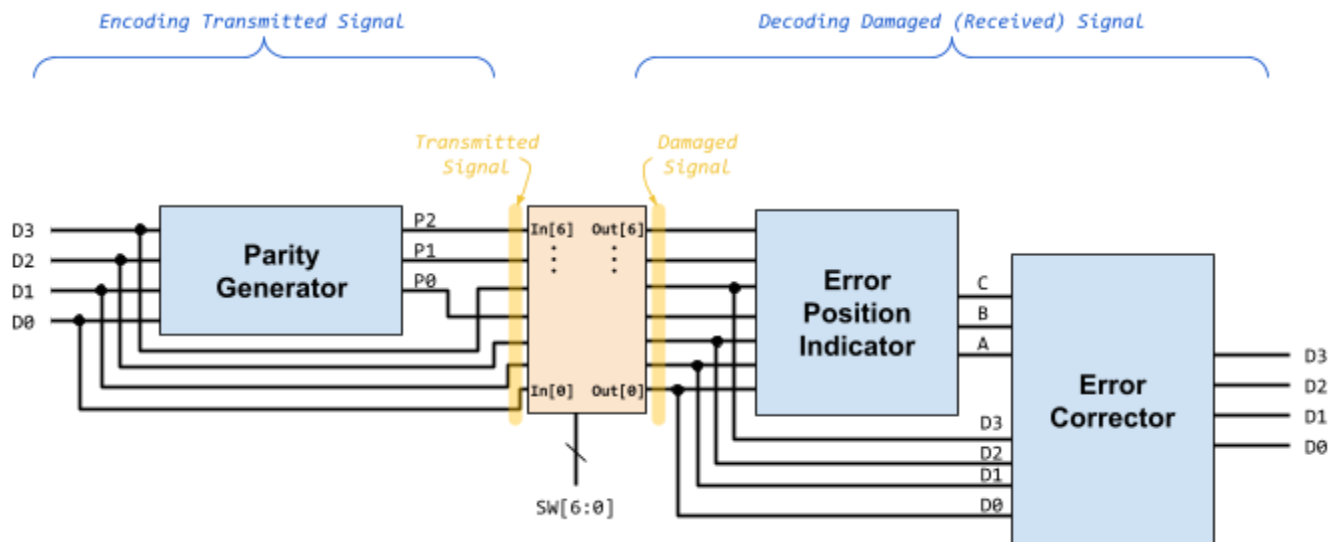 Encoding Transmitted Signal
Decoding Damaged (Received) Signal
Transmitted
Signal
Damaged
Signal
D3
D2
D1
D0
Parity
Generator
P2
P1
P0
In[6]
Out[6]
In[0]
Out[0]
SW[6:0]
Error
Position
Indicator
C
B
A
D3
D2
D1
D0
Error
Corrector
D3
D2
D1
D0